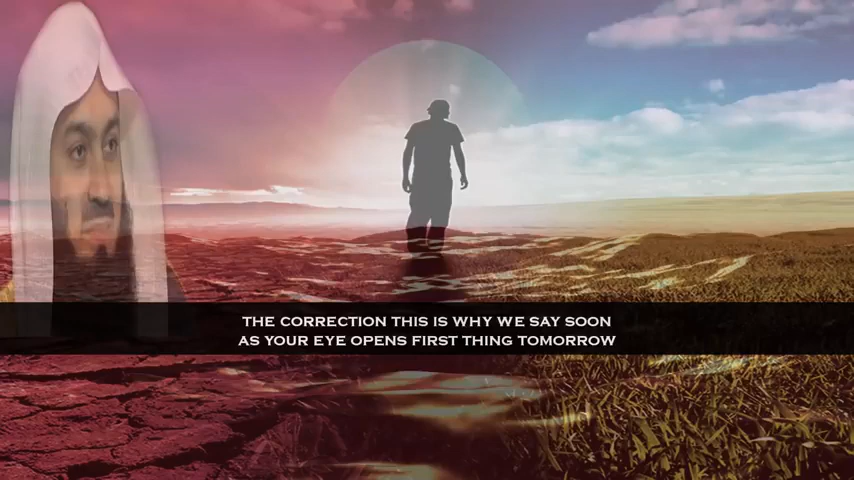 THE CORRECTION THIS IS WHY WE SAY SOON
AS YOUR EYE OPENS FIRST THING TOMORROW